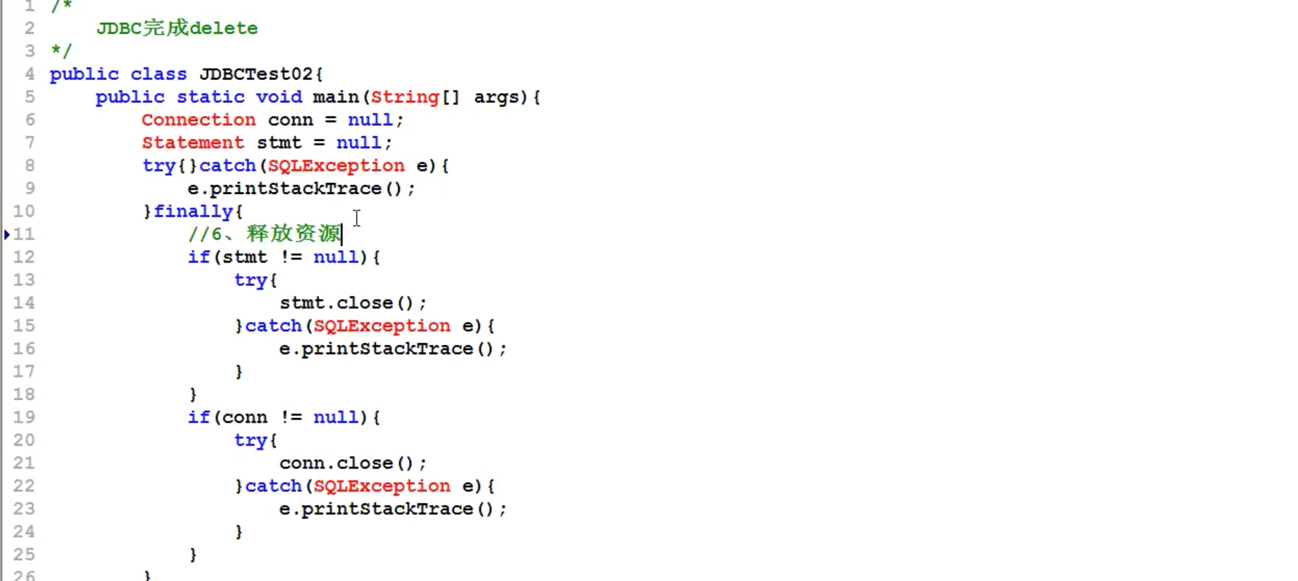 1 /*
2     JDBC完成delete
3 */
4 public class JDBCTest02{
5     public static void main(String[] args){
6         Connection conn = null;
7         Statement stmt = null;
8         try{}catch(SQLException e){
9             e.printStackTrace();
10         }finally{
11             //6、释放资源
12             if(stmt != null){
13                 try{
14                     stmt.close();
15                 }catch(SQLException e){
16                     e.printStackTrace();
17                 }
18             }
19             if(conn != null){
20                 try{
21                     conn.close();
22                 }catch(SQLException e){
23                     e.printStackTrace();
24                 }
25             }
26         }